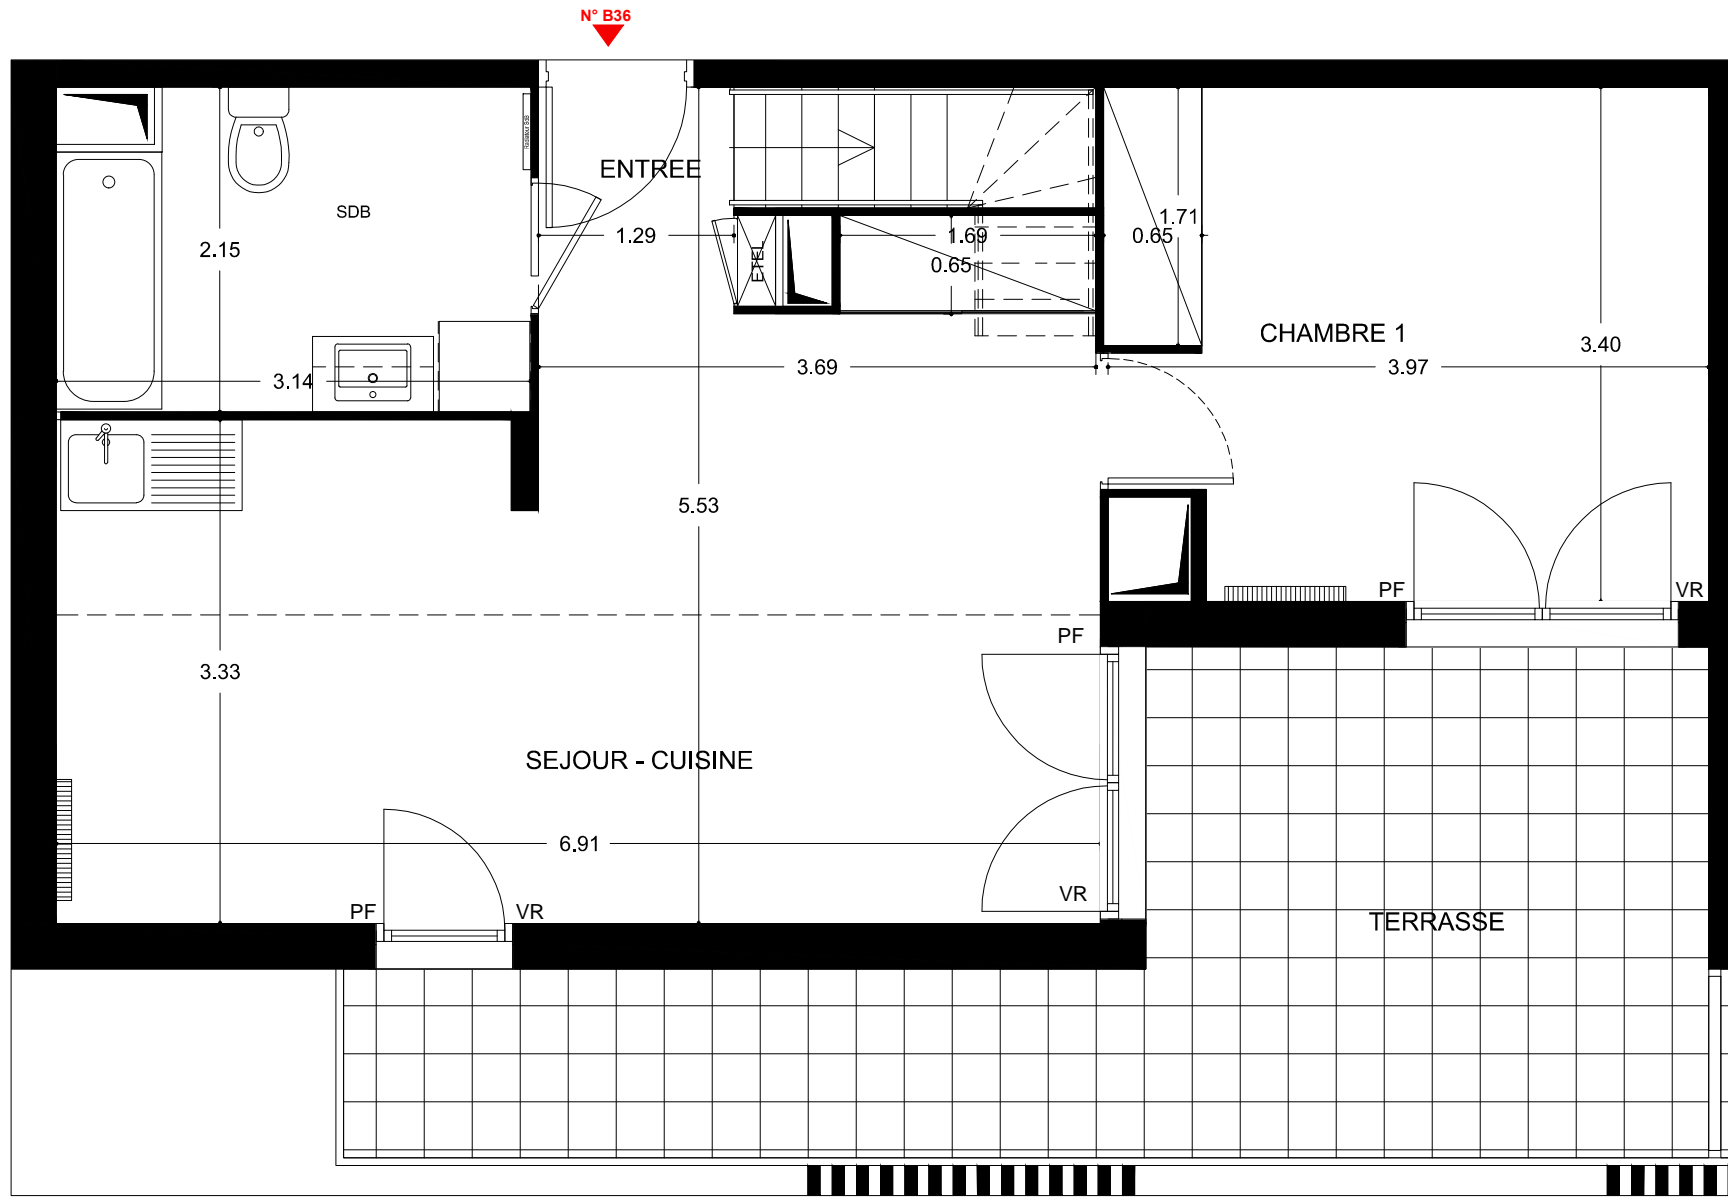 N° B36
ENTREE
Radiateur SdB
SDB
2.15
1.29
ETEL
1.69
0.65
1.71
0.65
CHAMBRE 1
3.40
3.14
3.69
3.97
5.53
PF
VR
PF
3.33
SEJOUR - CUISINE
6.91
VR
PF
VR
TERRASSE